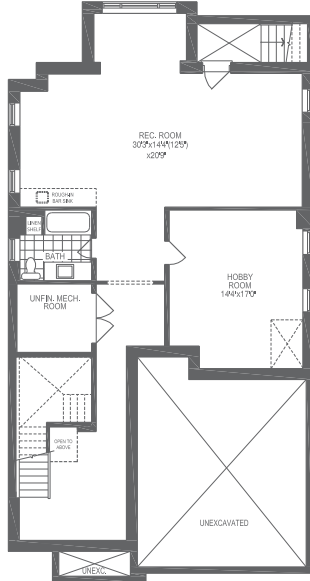 REC. ROOM
30'3"x14'4"(12'5")
x20'9"
ROUGH-IN
BAR SINK
LINEN
SHELF
BATH
HOBBY
ROOM
14'4"x17'0"
UNFIN. MECH.
ROOM
OPEN TO
ABOVE
UNEXCAVATED
UNEXC.